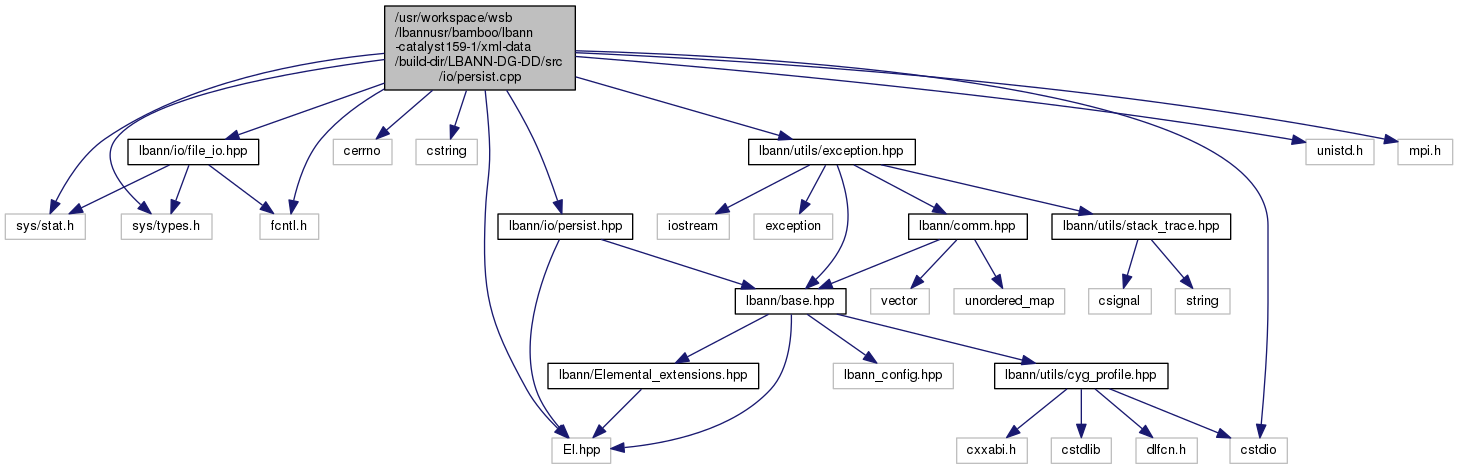 /usr/workspace/wsb
/lbannusr/bamboo/lbann
-catalyst159-1/xml-data
/build-dir/LBANN-DG-DD/src
/io/persist.cpp
lbann/io/file_io.hpp
cerrno
cstring
lbann/utils/exception.hpp
unistd.h
mpi.h
sys/stat.h
sys/types.h
fcntl.h
lbann/io/persist.hpp
iostream
exception
lbann/comm.hpp
lbann/utils/stack_trace.hpp
lbann/base.hpp
vector
unordered_map
csignal
string
lbann/Elemental_extensions.hpp
lbann_config.hpp
lbann/utils/cyg_profile.hpp
El.hpp
cxxabi.h
cstdlib
dlfcn.h
cstdio